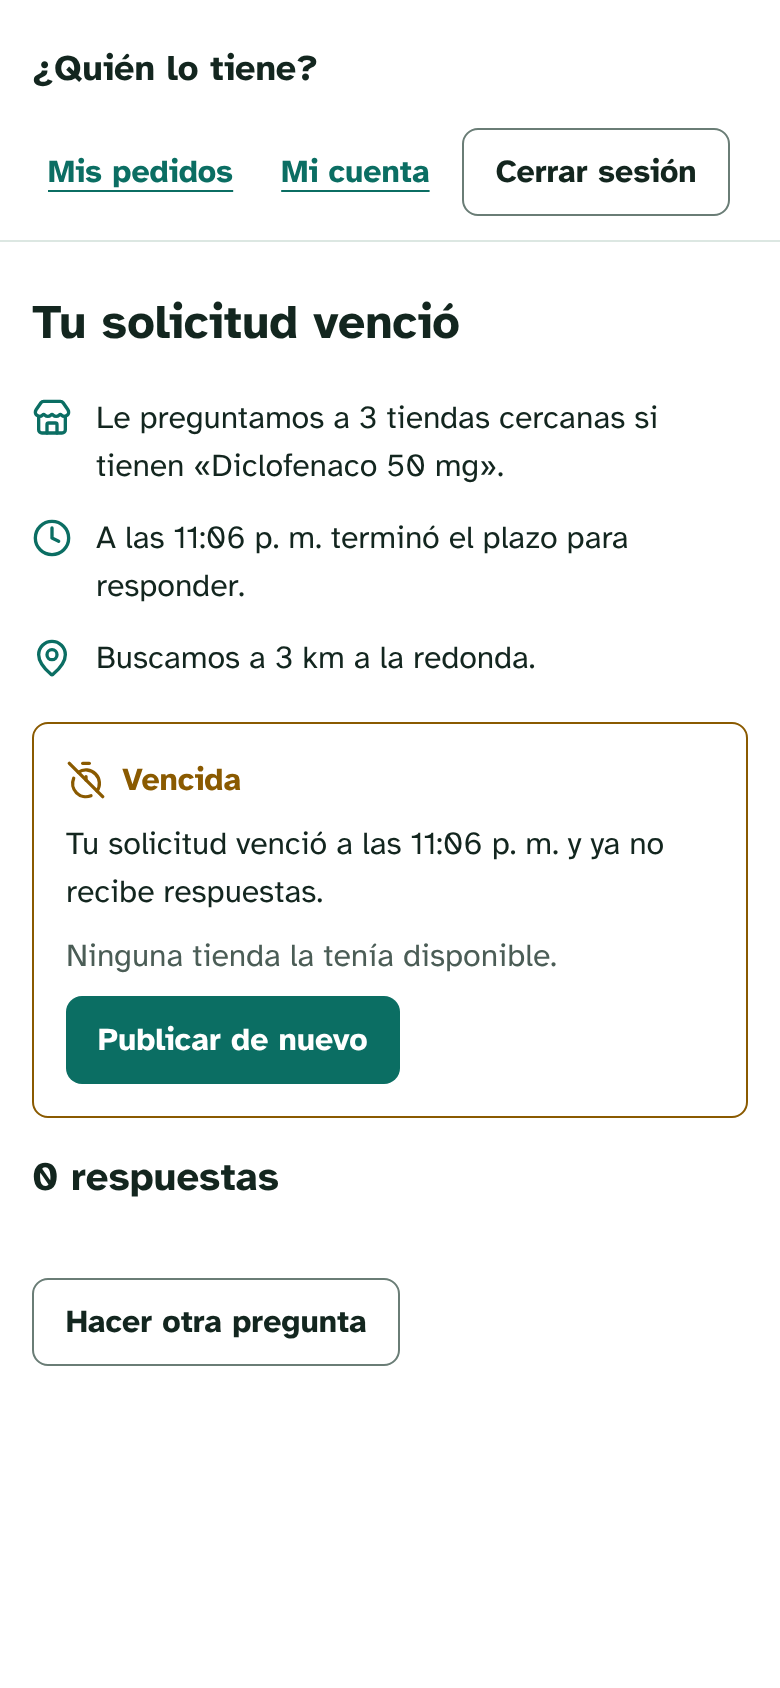 ¿Quién lo tiene?
Mis pedidos
Mi cuenta
Cerrar sesión
Tu solicitud venció
Le preguntamos a 3 tiendas cercanas si
tienen «Diclofenaco 50 mg».
A las 11:06 p. m. terminó el plazo para
responder.
Buscamos a 3 km a la redonda.
Vencida
Tu solicitud venció a las 11:06 p. m. y ya no
recibe respuestas.
Ninguna tienda la tenía disponible.
Publicar de nuevo
0 respuestas
Hacer otra pregunta